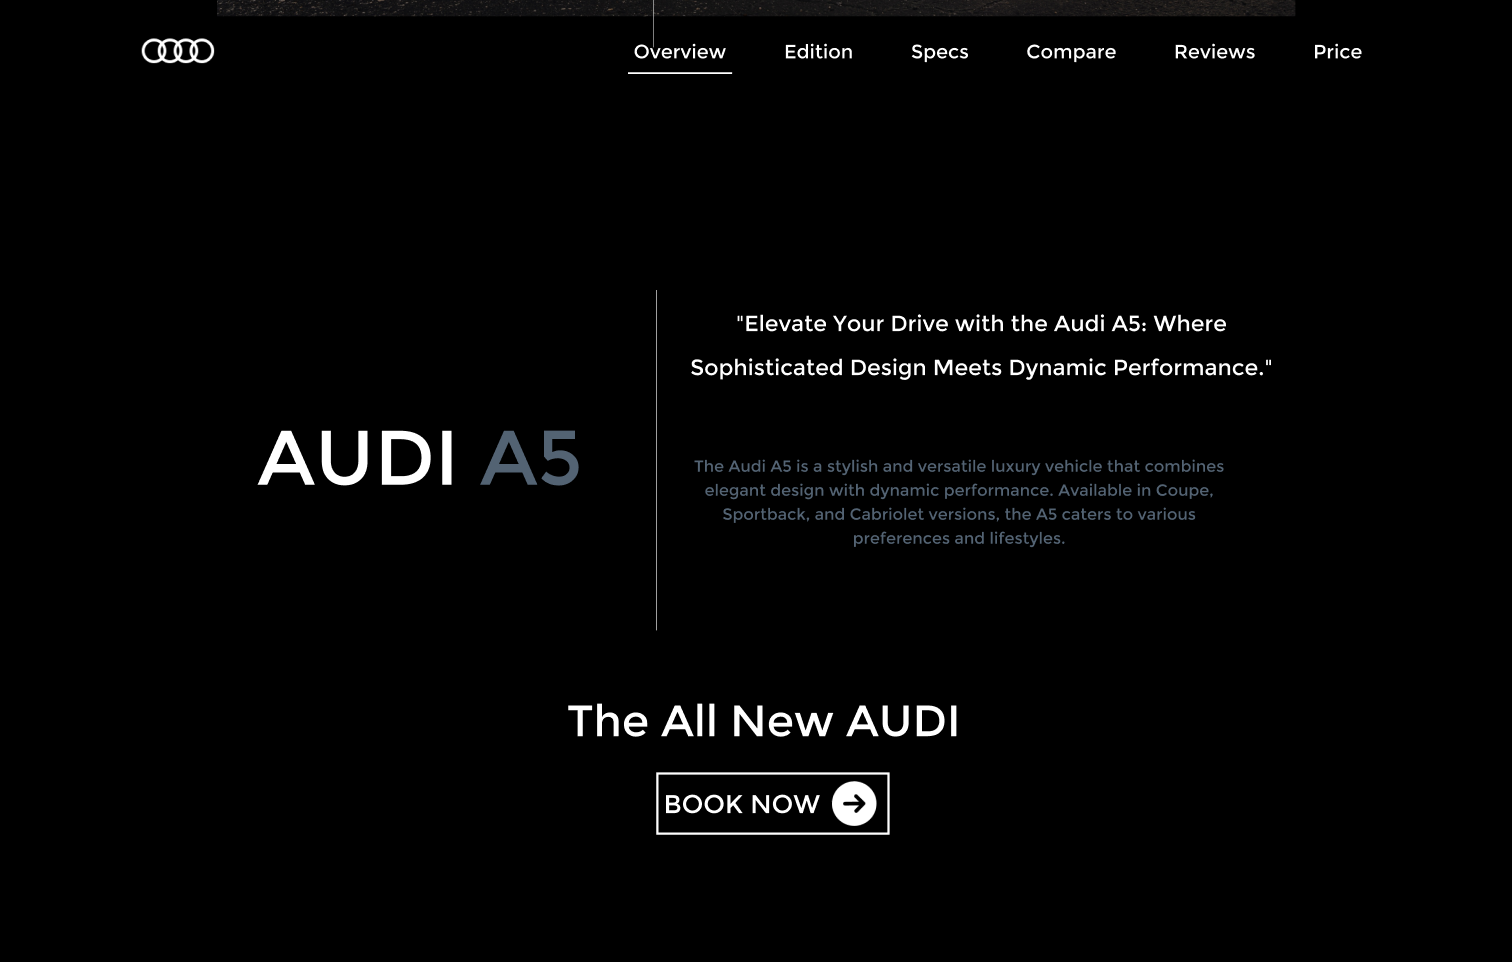 Overview Edition Specs Compare Reviews Price
"Elevate Your Drive with the Audi A5: Where
Sophisticated Design Meets Dynamic Performance."
AUDI A5
The Audi A5 is a stylish and versatile luxury vehicle that combines
elegant design with dynamic performance. Available in Coupe,
Sportback, and Cabriolet versions, the A5 caters to various
preferences and lifestyles.
The All New AUDI
BOOK NOW